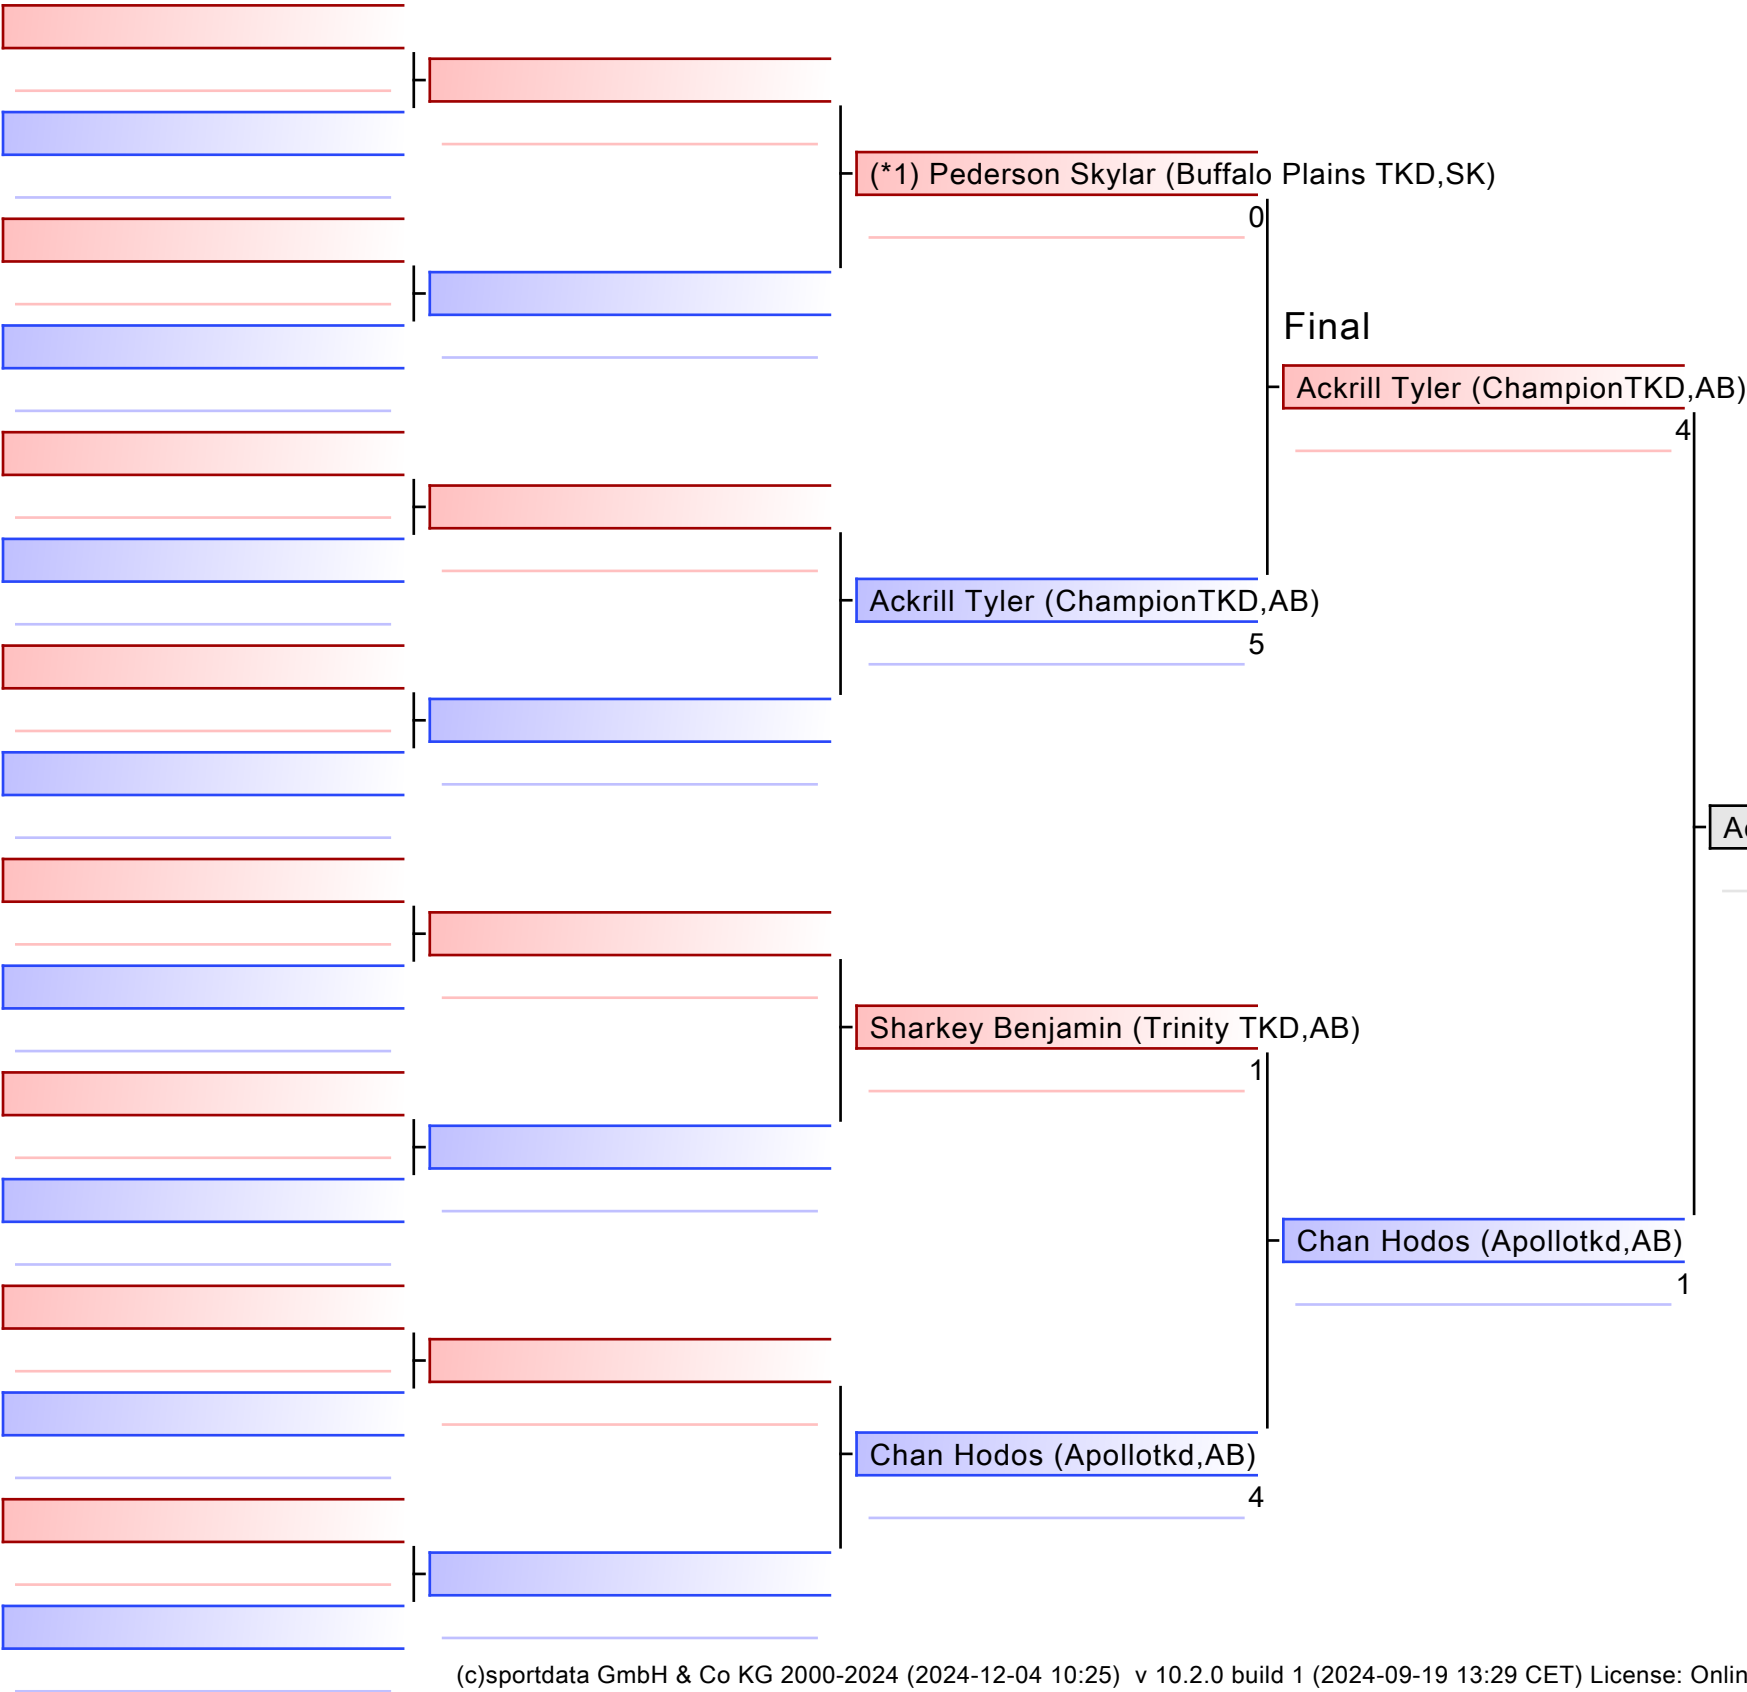 (*1) Pederson Skylar (Buffalo Plains TKD,SK)
0
Final
Ackrill Tyler (ChampionTKD,AB)
4
Ackrill Tyler (ChampionTKD,AB)
5
Sharkey Benjamin (Trinity TKD,AB)
1
Chan Hodos (Apollotkd,AB)
1
Chan Hodos (Apollotkd,AB)
4
(c)sportdata GmbH & Co KG 2000-2024 (2024-12-04 10:25) v 10.2.0 build 1 (2024-09-19 13:29 CET) License: